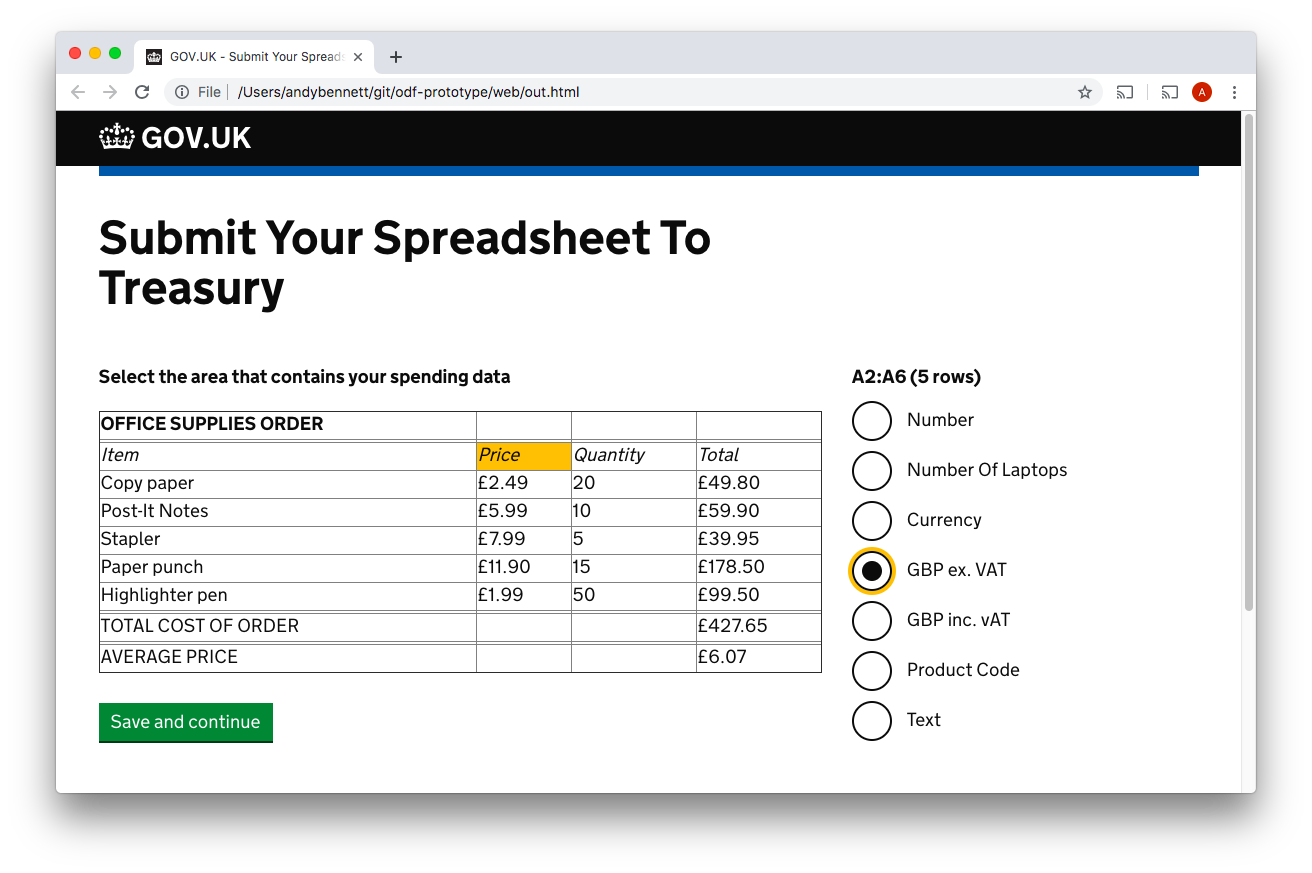 GOV.UK - Submit Your Spreads
File /Users/andybennett/git/odf-prototype/web/out.html A
GOV.UK
Submit Your Spreadsheet To
Treasury
Select the area that contains your spending data
OFFICE SUPPLIES ORDER
Item Price Quantity Total
Copy paper £2.49 20 £49.80
Post-It Notes £5.99 10 £59.90
Stapler £7.99 5 £39.95
Paper punch £11.90 15 £178.50
Highlighter pen £1.99 50 £99.50
TOTAL COST OF ORDER £427.65
AVERAGE PRICE £6.07
Save and continue
A2:A6 (5 rows)
Number
Number Of Laptops
Currency
GBP ex. VAT
GBP inc. vAT
Product Code
Text